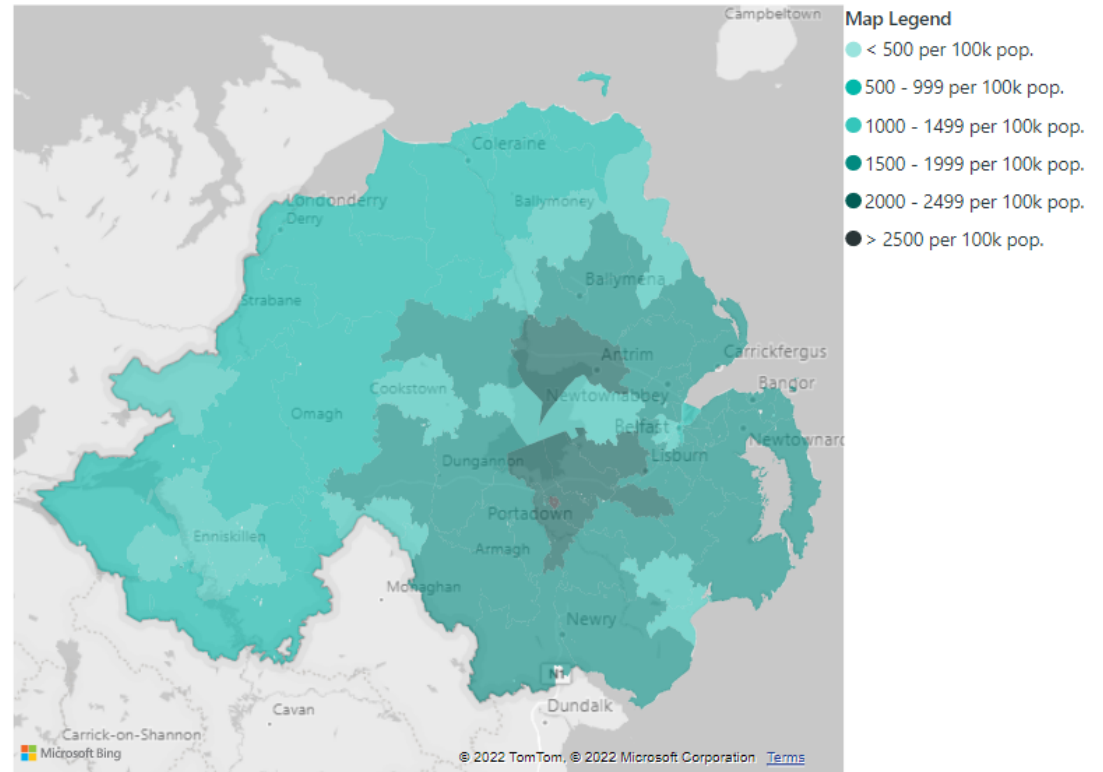 Campbeltown
Map Legend
< 500 per 100k pop.
500 - 999 per 100k pop.
1000 - 1499 per 100k pop.
1500 - 1999 per 100k pop.
2000 - 2499 per 100k pop.
> 2500 per 100k pop.
Coleraine
Londonderry
Derry
Ballymoney
Ballymena
Strabane
Antrim
Carrickfergus
Cookstown
Newtownabbey
Bangor
Omagh
Belfast
Newtownard
Dungannon
Lisburn
Portadown
Enniskillen
Armagh
Monaghan
Newry
N1
Dundalk
Cavan
Carrick-on-Shannon
Microsoft Bing
© 2022 TomTom, © 2022 Microsoft Corporation Terms